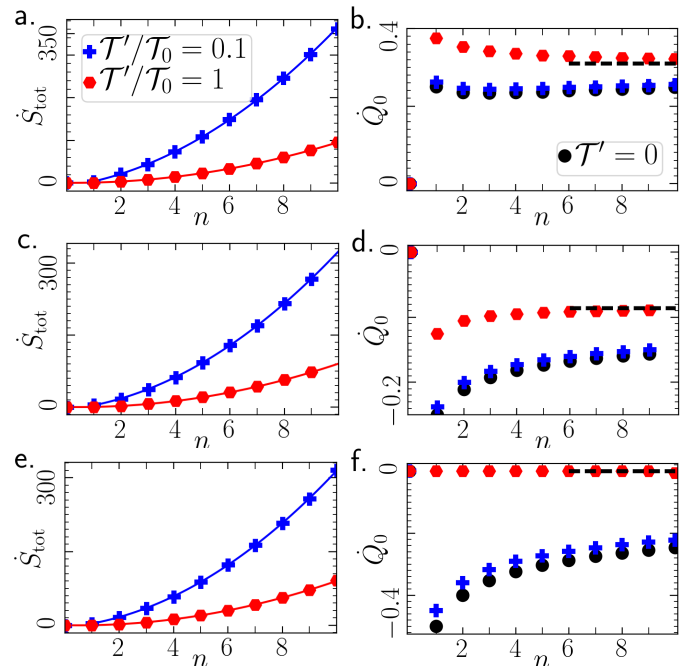 a.
350
0
Ṡtot
𝒯′/𝒯0 = 0.1
𝒯′/𝒯0 = 1
2 4 6 8
n
b.
0.4
0
Q̇0
𝒯′ = 0
2 4 6 8
n
c.
300
0
Ṡtot
2 4 6 8
n
d.
0
−0.2
Q̇0
2 4 6 8
n
e.
300
0
Ṡtot
2 4 6 8
n
f.
0
−0.4
Q̇0
2 4 6 8
n